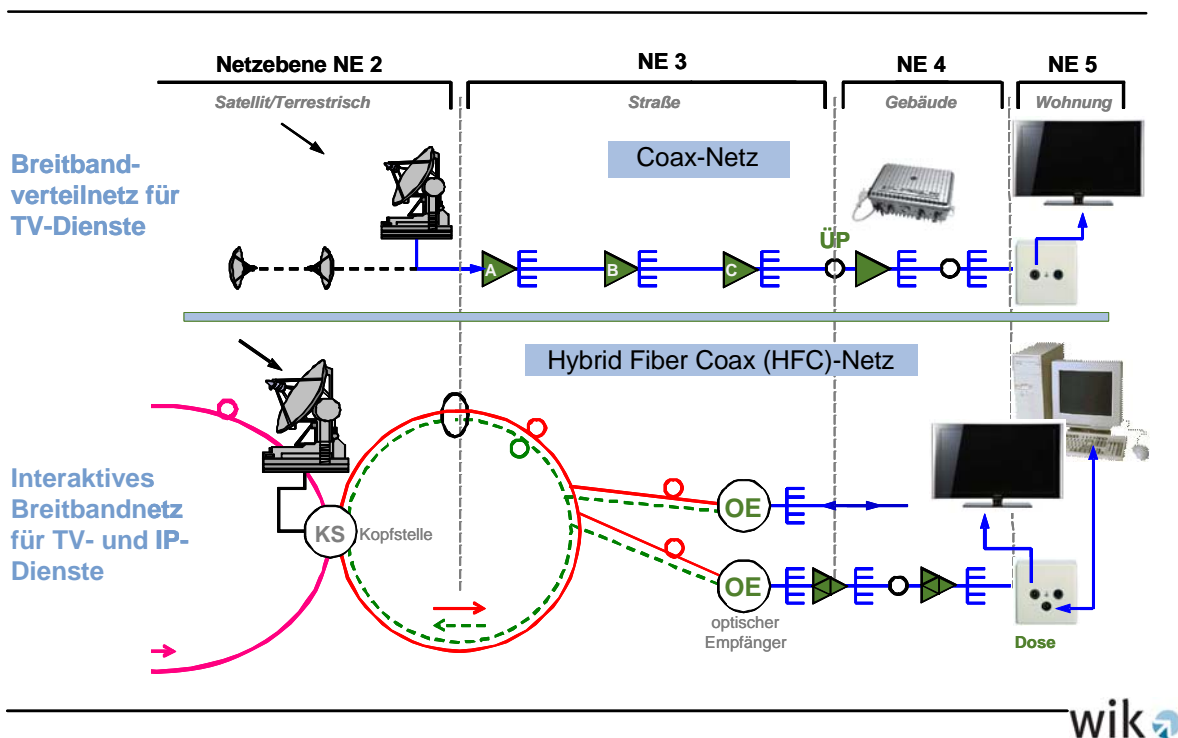 Netzebene NE 2
NE 3
NE 4
NE 5
Satellit/Terrestrisch
Straße
Gebäude
Wohnung
Breitband-
verteilnetz für
TV-Dienste
Coax-Netz
ÜP
A
B
C
Hybrid Fiber Coax (HFC)-Netz
Interaktives
Breitbandnetz
für TV- und IP-
Dienste
KS
Kopfstelle
OE
OE
optischer
Empfänger
Dose
wik